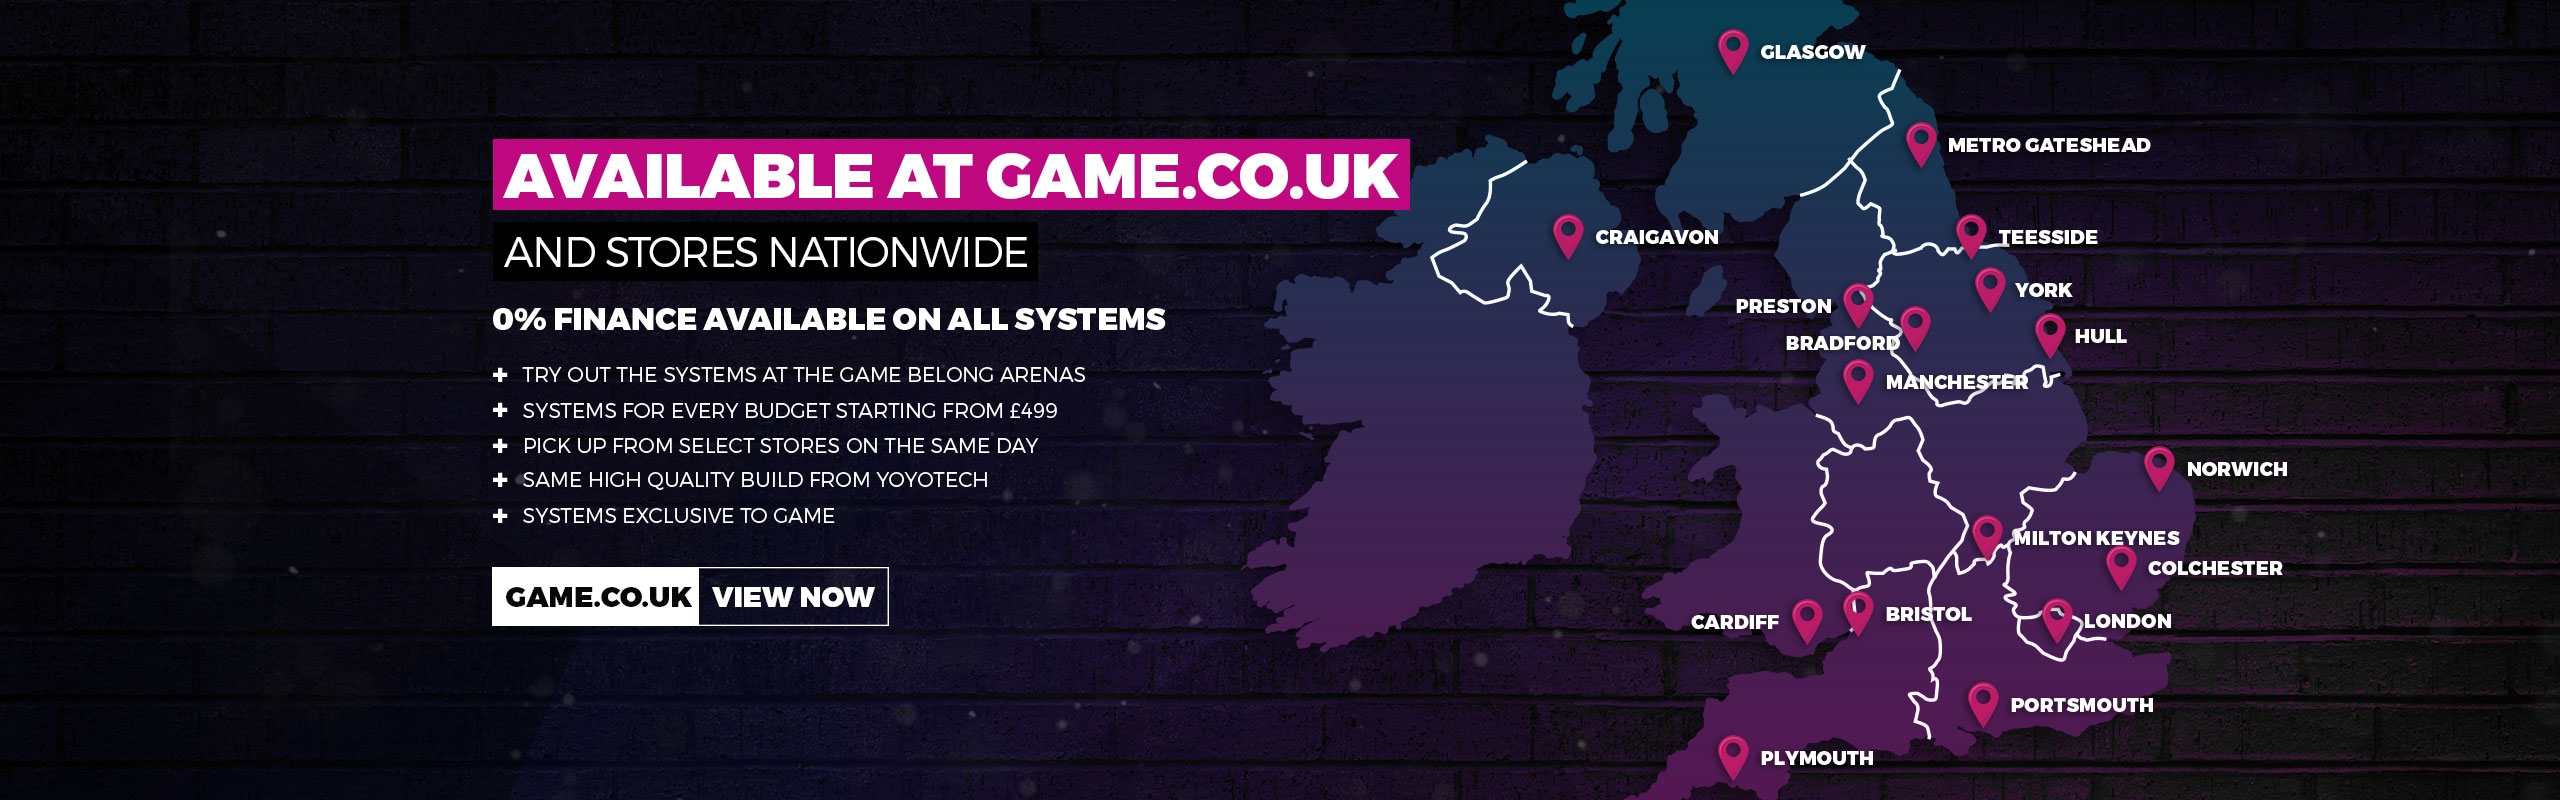 AVAILABLE AT GAME.CO.UK
AND STORES NATIONWIDE
0% FINANCE AVAILABLE ON ALL SYSTEMS
+ TRY OUT THE SYSTEMS AT THE GAME BELONG ARENAS
+ SYSTEMS FOR EVERY BUDGET STARTING FROM £499
+ PICK UP FROM SELECT STORES ON THE SAME DAY
+ SAME HIGH QUALITY BUILD FROM YOYOTECH
+ SYSTEMS EXCLUSIVE TO GAME
GAME.CO.UK VIEW NOW
GLASGOW
METRO GATESHEAD
CRAIGAVON
TEESSIDE
YORK
PRESTON
HULL
BRADFORD
MANCHESTER
NORWICH
MILTON KEYNES
COLCHESTER
BRISTOL
CARDIFF
LONDON
PORTSMOUTH
PLYMOUTH